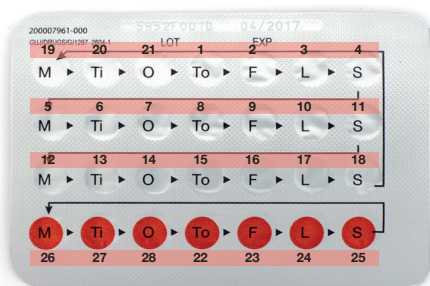 200007961-000
LOT EXP 04/2017
19 20 21 1 2 3 4
M Ti O To F L S
5 6 7 8 9 10 11
M Ti O To F L S
12 13 14 15 16 17 18
M Ti O To F L S
M Ti O To F L S
26 27 28 22 23 24 25